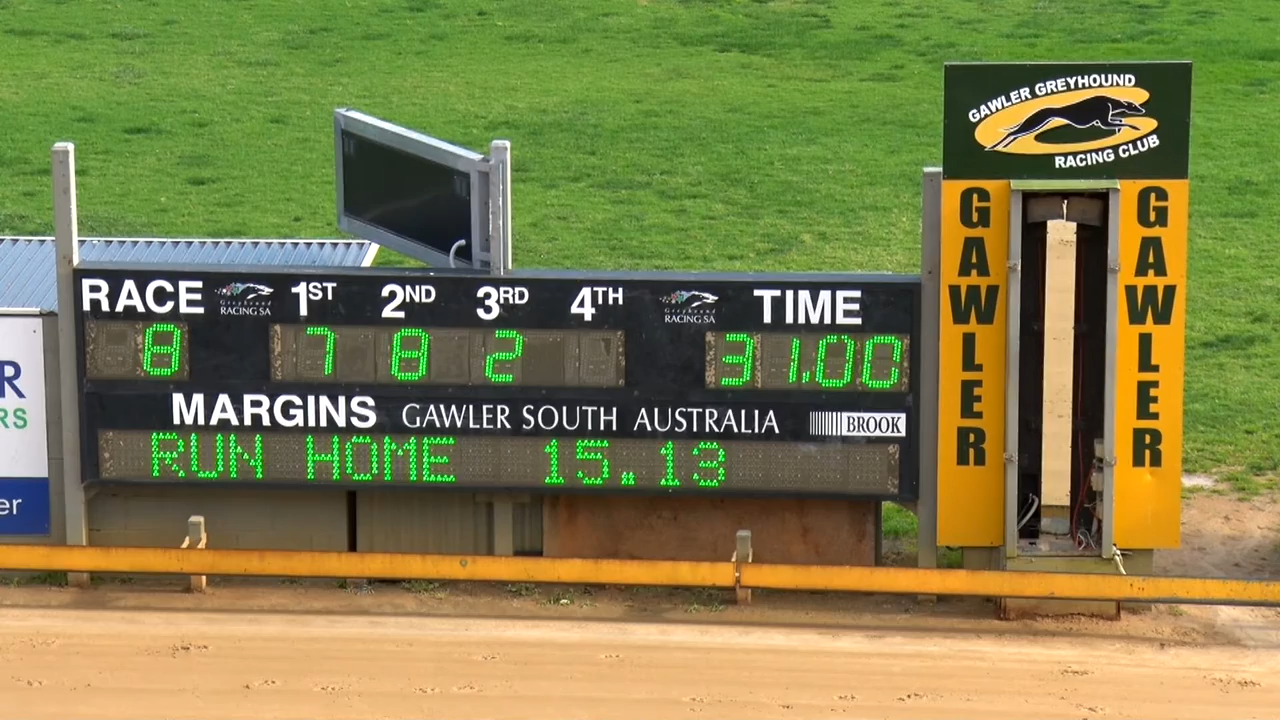 GAWLER GREYHOUND
RACING CLUB
GAWLER
GAWLER
RACE
Greyhound
RACING SA
1ST 2ND 3RD 4TH
Greyhound
RACING SA
TIME
8 7 8 2 31.00
MARGINS GAWLER SOUTH AUSTRALIA BROOK
RUN HOME 15.13
R
RS
er